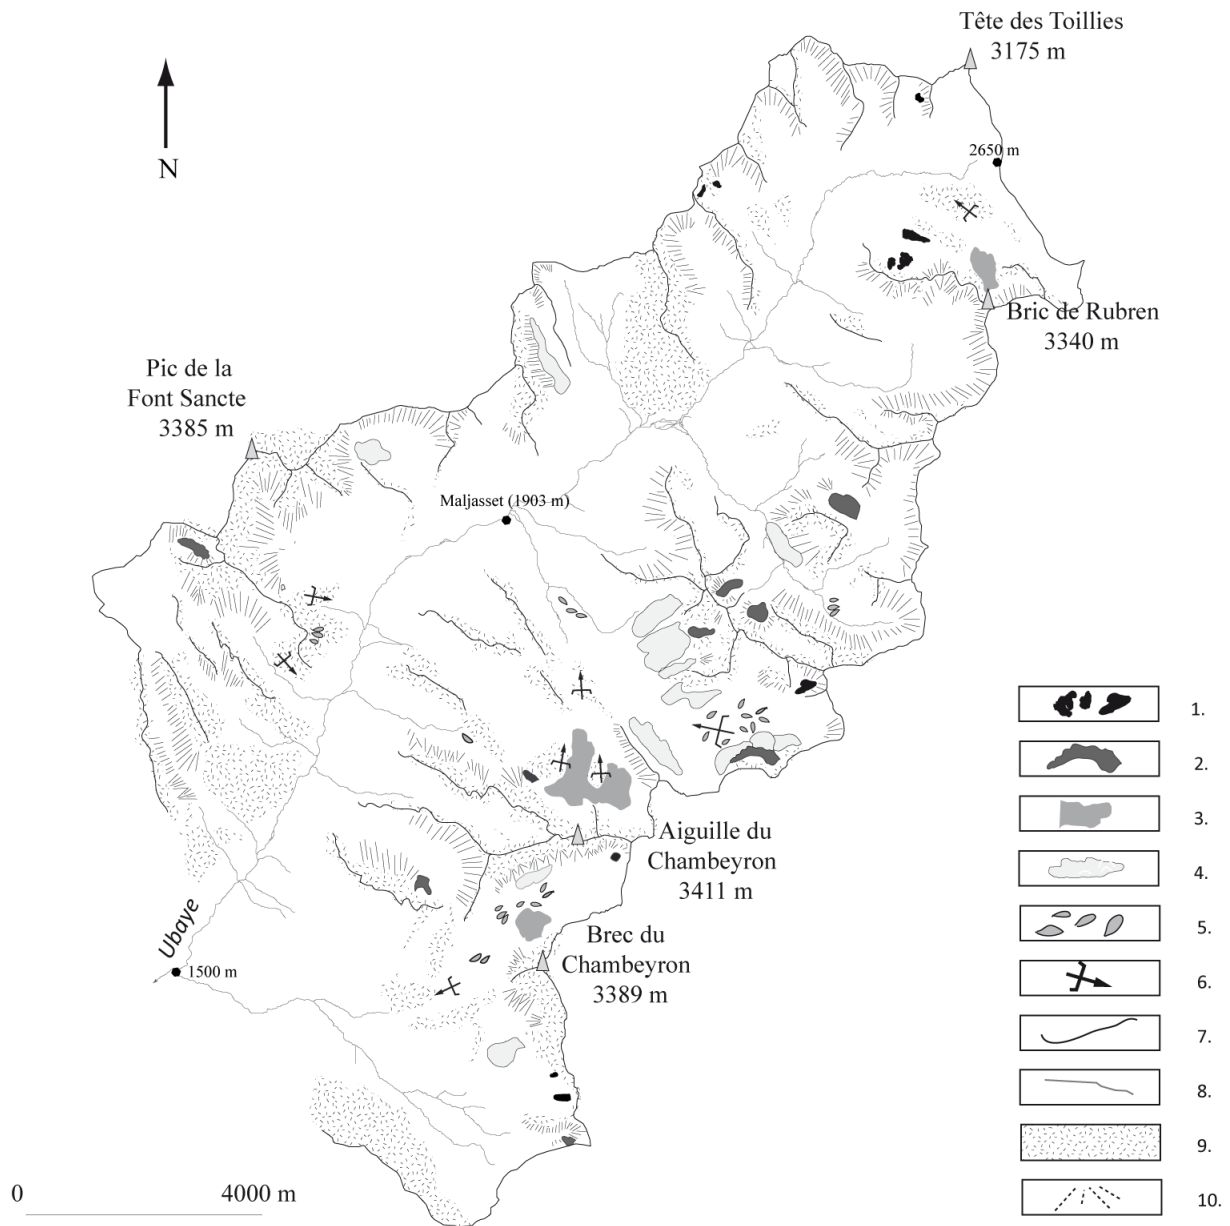 Tête des Toillies
3175 m
N
2650 m
Bric de Rubren
3340 m
Pic de la
Font Sancte
3385 m
Maljasset (1903 m)
1.
2.
3.
4.
5.
6.
7.
8.
9.
10.
Aiguille du
Chambeyron
3411 m
Brec du
Chambeyron
3389 m
Ubaye
1500 m
0
4000 m